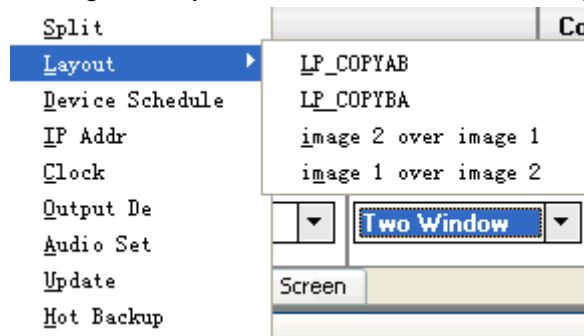 Split
Co
Layout
LP_COPYAB
Device Schedule
LP_COPYBA
IP Addr
image 2 over image 1
Clock
image 1 over image 2
Output De
Two Window
Audio Set
Update
Screen
Hot Backup